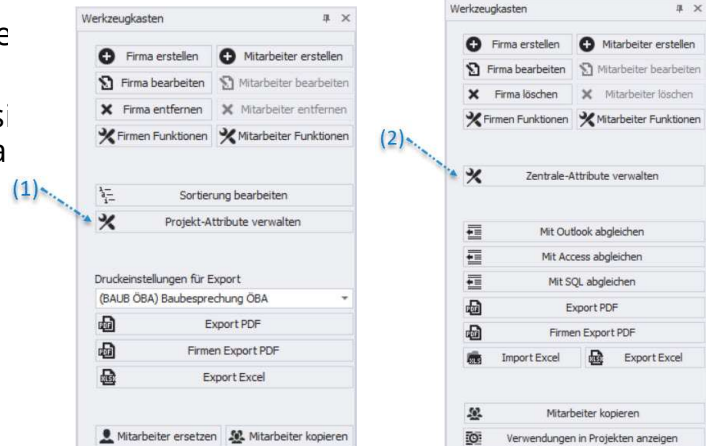 Werkzeugkasten
Firma erstellen Mitarbeiter erstellen
Firma bearbeiten Mitarbeiter bearbeiten
Firma entfernen Mitarbeiter entfernen
Firmen Funktionen Mitarbeiter Funktionen
(1)
Sortierung bearbeiten
Projekt-Attribute verwalten
Druckeinstellungen für Export
(BAUB ÖBA) Baubesprechung ÖBA
Export PDF
Firmen Export PDF
Export Excel
Mitarbeiter ersetzen Mitarbeiter kopieren
Werkzeugkasten
Firma erstellen Mitarbeiter erstellen
Firma bearbeiten Mitarbeiter bearbeiten
Firma löschen Mitarbeiter löschen
Firmen Funktionen Mitarbeiter Funktionen
(2)
Zentrale-Attribute verwalten
Mit Outlook abgleichen
Mit Access abgleichen
Mit SQL abgleichen
Export PDF
Firmen Export PDF
Import Excel Export Excel
Mitarbeiter kopieren
Verwendungen in Projekten anzeigen